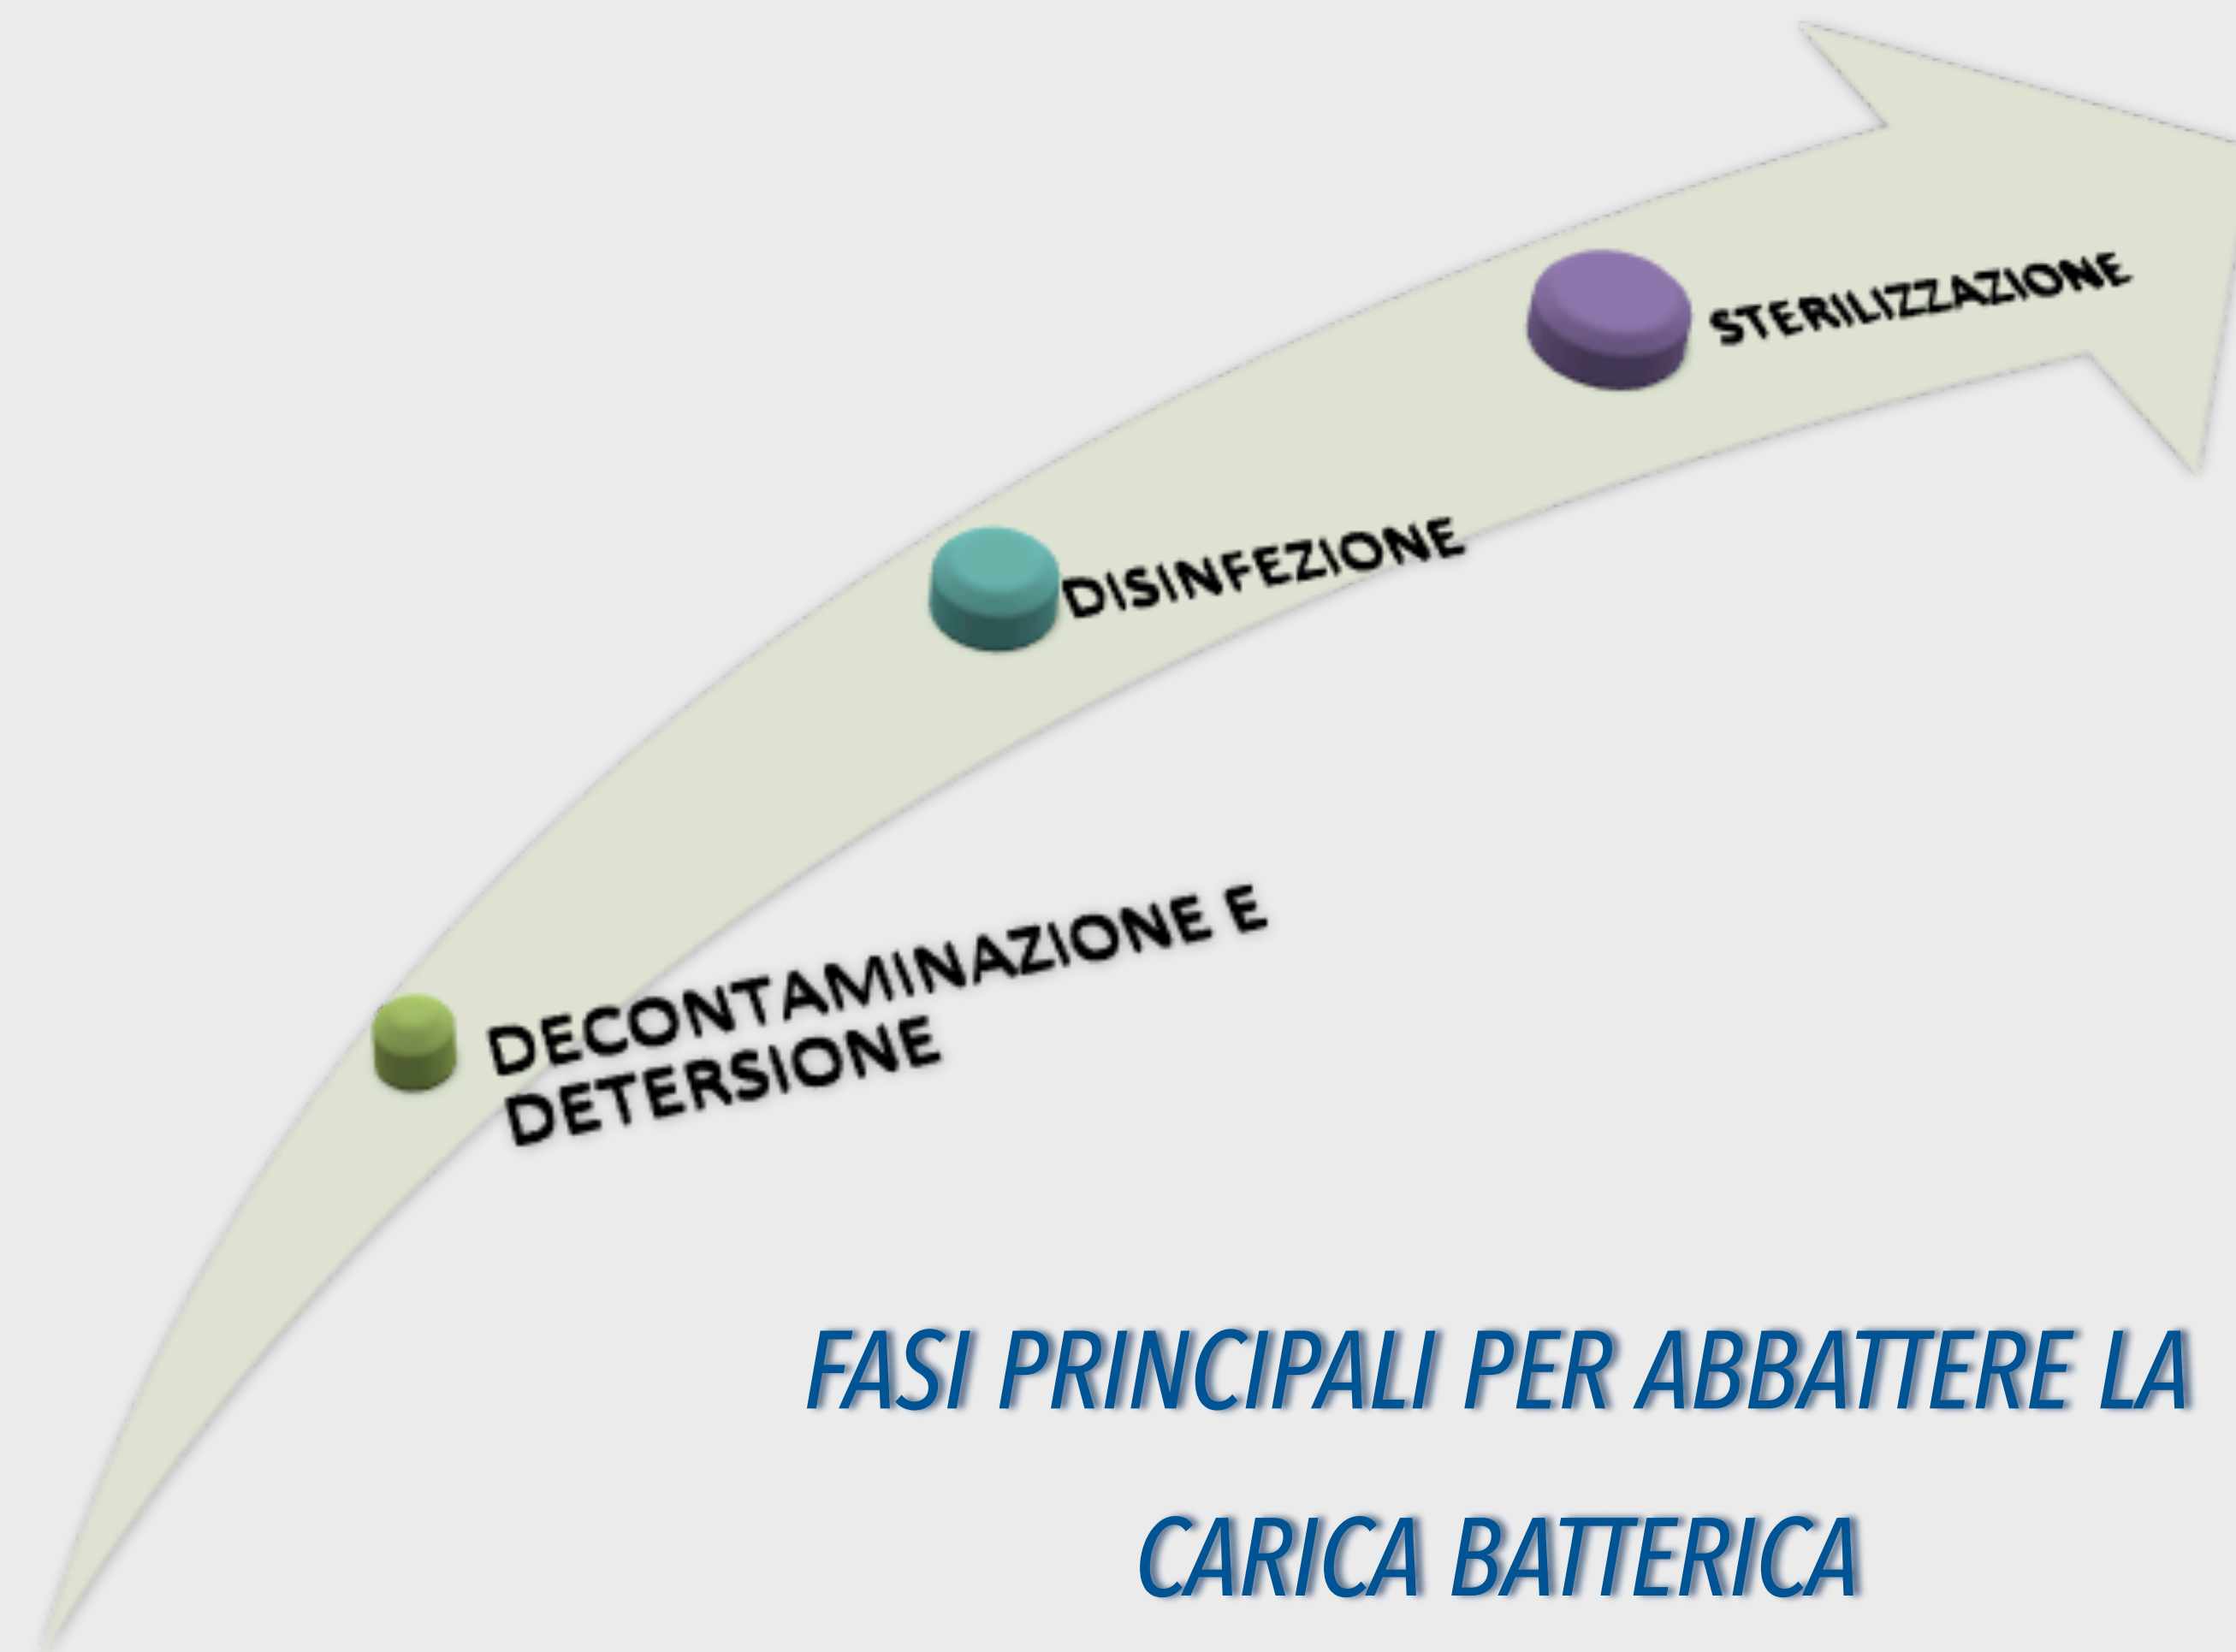 STERILIZZAZIONE
DISINFEZIONE
DECONTAMINAZIONE E
DETERSIONE
FASI PRINCIPALI PER ABBATTERE LA
CARICA BATTERICA